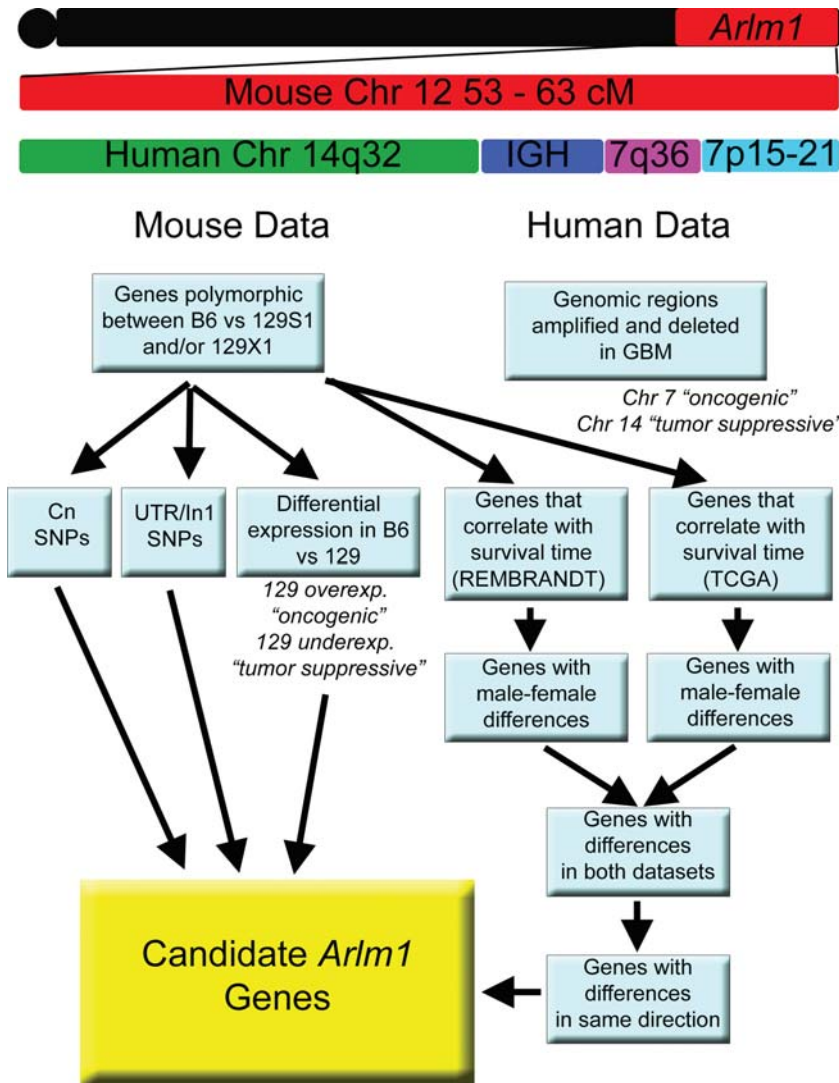 Arlm1
Mouse Chr 12 53 - 63 cM
Human Chr 14q32
IGH
7q36
7p15-21
Mouse Data
Human Data
Genes polymorphic
between B6 vs 129S1
and/or 129X1
Genomic regions
amplified and deleted
in GBM
Chr 7 “oncogenic”
Chr 14 “tumor suppressive”
Cn
SNPs
UTR/In1
SNPs
Differential
expression in B6
vs 129
129 overexp.
“oncogenic”
129 underexp.
“tumor suppressive”
Genes that
correlate with
survival time
(REMBRANDT)
Genes that
correlate with
survival time
(TCGA)
Genes with
male-female
differences
Genes with
male-female
differences
Genes with
differences
in both datasets
Genes with
differences
in same direction
Candidate Arlm1
Genes